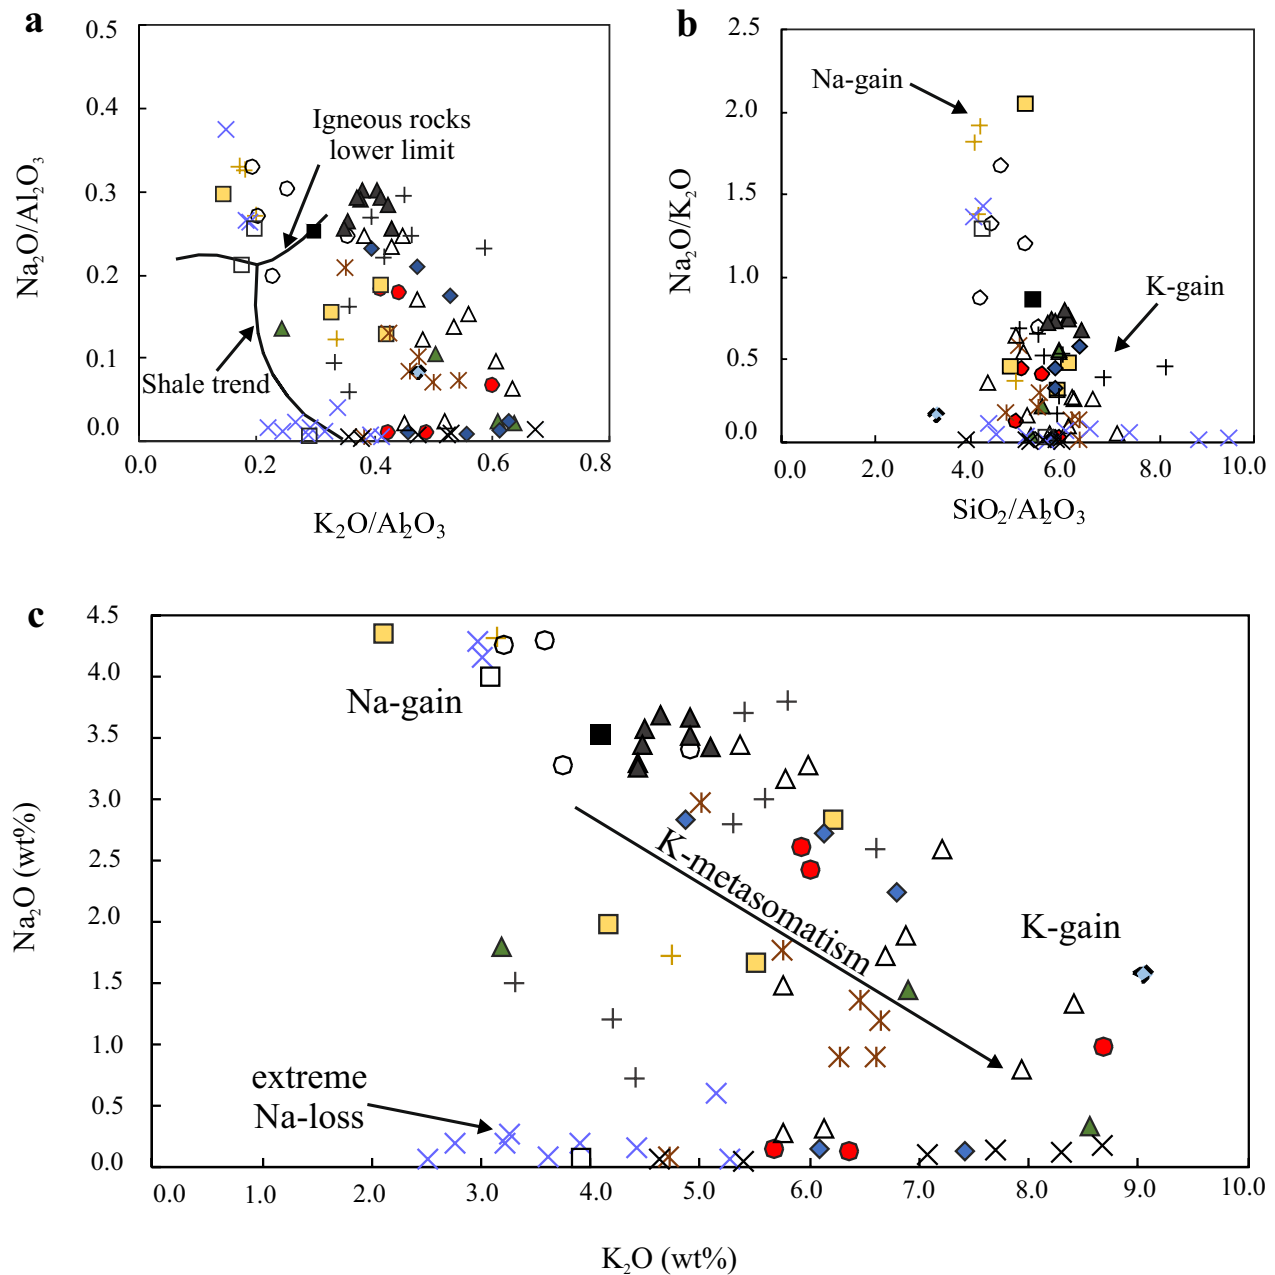 a
0.5
0.4
0.3
0.2
0.1
0.0
Na₂O/Al₂O₃
Igneous rocks
lower limit
Shale trend
0.0 0.2 0.4 0.6 0.8
K₂O/Al₂O₃
b
2.5
2.0
1.5
1.0
0.5
0.0
Na₂O/K₂O
Na-gain
K-gain
0.0 2.0 4.0 6.0 8.0 10.0
SiO₂/Al₂O₃
c
4.5
4.0
3.5
3.0
2.5
2.0
1.5
1.0
0.5
0.0
Na₂O (wt%)
Na-gain
K-metasomatism
K-gain
extreme
Na-loss
0.0 1.0 2.0 3.0 4.0 5.0 6.0 7.0 8.0 9.0 10.0
K₂O (wt%)